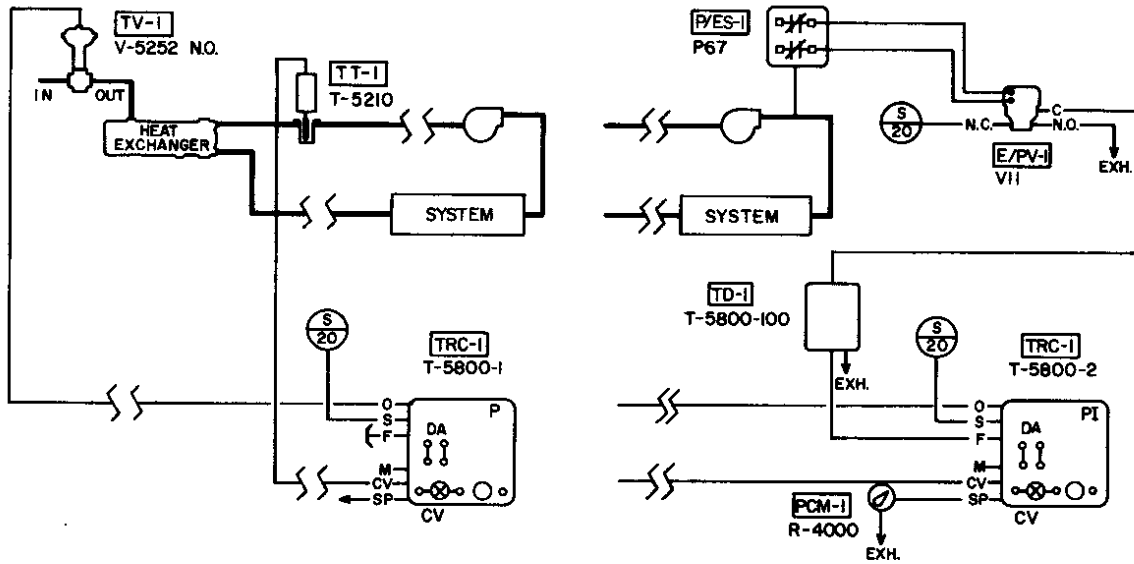 TV-1
V-5252 N.O.
IN
OUT
HEAT
EXCHANGER
TT-1
T-5210
SYSTEM
S
20
TRC-1
T-5800-1
O
S
F
M
CV
SP
P
DA
CV
P/ES-1
P67
S
20
N.C.
C
N.O.
E/PV-1
V11
EXH.
SYSTEM
TD-1
T-5800-100
EXH.
S
20
TRC-1
T-5800-2
O
S
F
M
CV
SP
PI
DA
CV
PCM-1
R-4000
EXH.